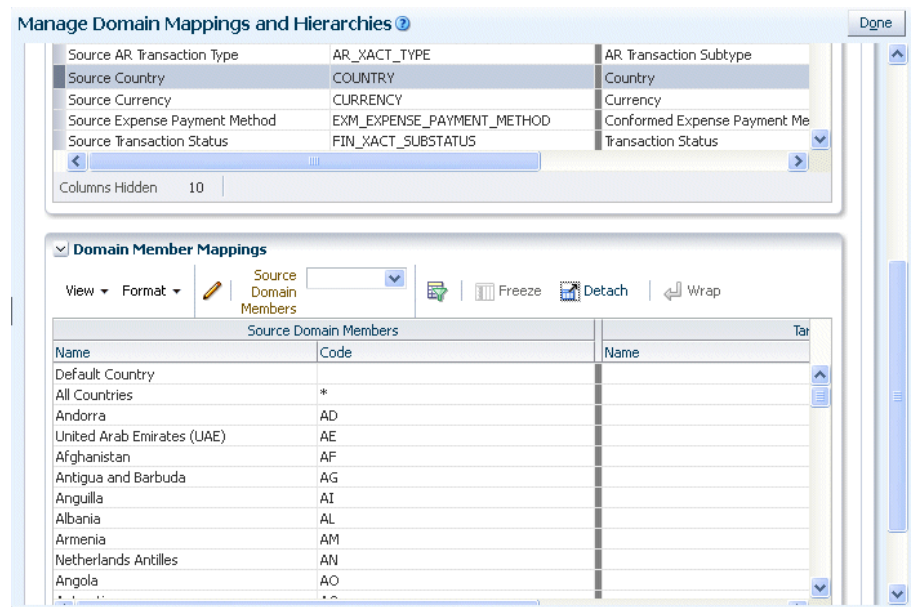 Manage Domain Mappings and Hierarchies ? Done
Source AR Transaction Type AR_XACT_TYPE AR Transaction Subtype
Source Country COUNTRY Country
Source Currency CURRENCY Currency
Source Expense Payment Method EXM_EXPENSE_PAYMENT_METHOD Conformed Expense Payment Me
Source Transaction Status FIN_XACT_SUBSTATUS Transaction Status
Columns Hidden 10
Domain Member Mappings
View Format Source Domain Members Freeze Detach Wrap
Source Domain Members Tar
Name Code Name
Default Country
All Countries *
Andorra AD
United Arab Emirates (UAE) AE
Afghanistan AF
Antigua and Barbuda AG
Anguilla AI
Albania AL
Armenia AM
Netherlands Antilles AN
Angola AO